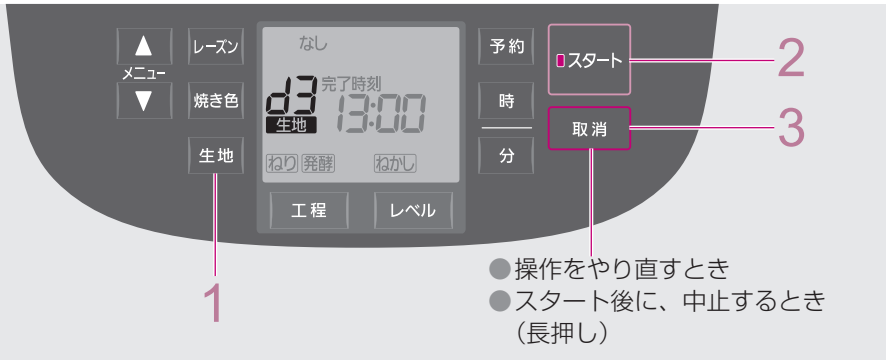 レーズン
なし
予約
スタート
2
メニュー
焼き色
d3
完了時刻
13:00
時
取消
3
生地
生地
分
ねり
発酵
ねかし
工程
レベル
1
●操作をやり直すとき
●スタート後に、中止するとき
（長押し）